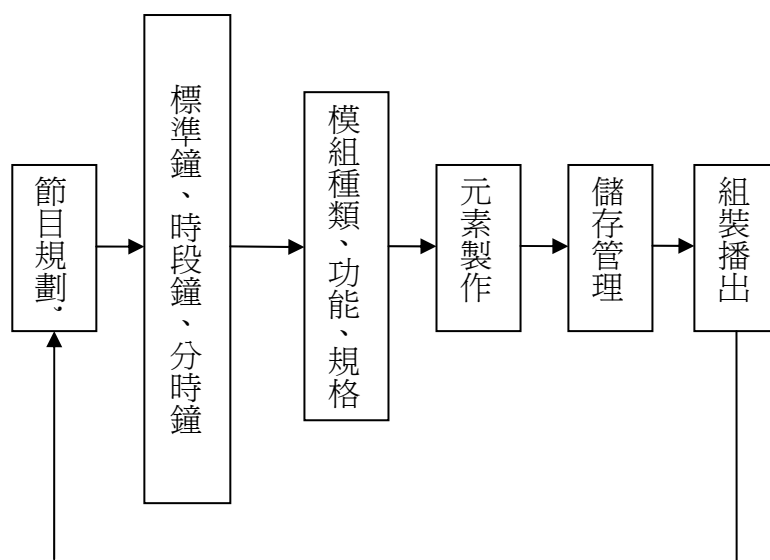 節目規劃，
標準鐘、時段鐘、分時鐘
模組種類、功能、規格
元素製作
儲存管理
組裝播出